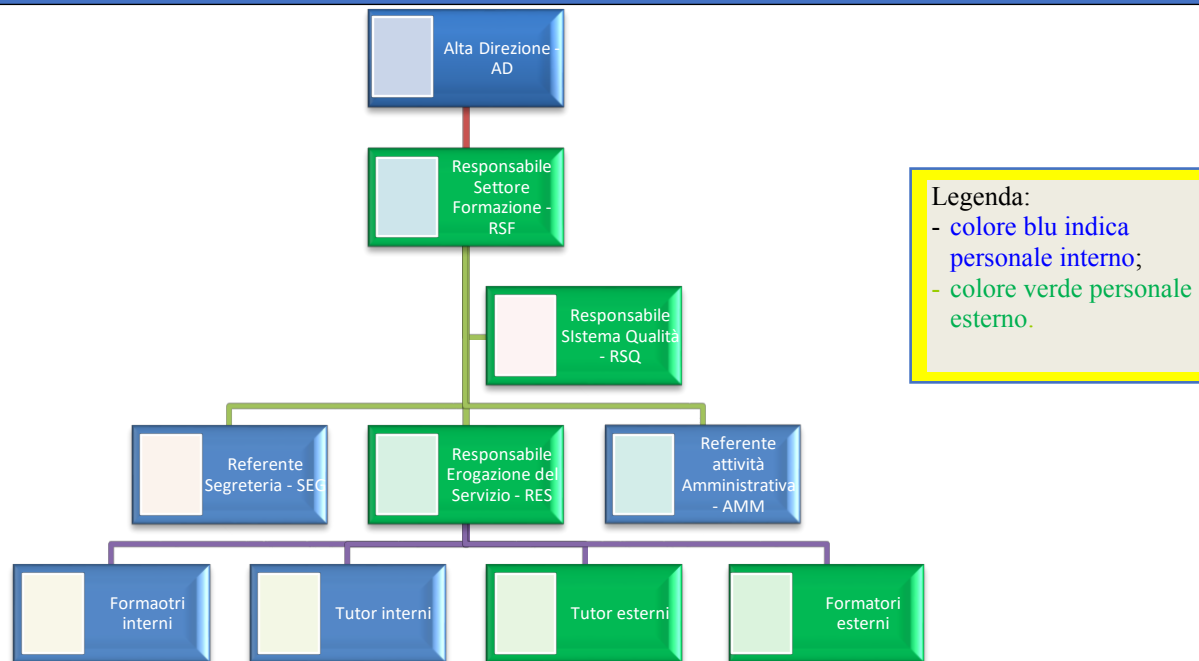 Alta Direzione -
AD
Responsabile
Settore
Formazione -
RSF
Legenda:
- colore blu indica
personale interno;
- colore verde personale
esterno.
Responsabile
SIstema Qualità
- RSQ
Referente
Segreteria - SEG
Responsabile
Erogazione del
Servizio - RES
Referente
attività
Amministrativa
- AMM
Formaotri
interni
Tutor interni
Tutor esterni
Formatori
esterni